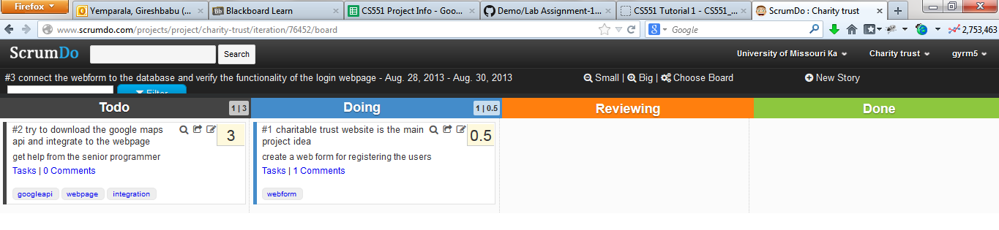 Firefox
Yemparala, Gireshbabu (...
Blackboard Learn
CS551 Project Info - Goo...
Demo/Lab Assignment-1...
CS551 Tutorial 1 - CS551_...
ScrumDo : Charity trust
www.scrumdo.com/projects/project/charity-trust/iteration/76452/board
Google
2,753,463
ScrumDo
Search
University of Missouri Ka
Charity trust
gyrm5
#3 connect the webform to the database and verify the functionality of the login webpage - Aug. 28, 2013 - Aug. 30, 2013
Small | Big | Choose Board
New Story
Filter
Todo
1 | 3
Doing
1 | 0.5
Reviewing
Done
#2 try to download the google maps
api and integrate to the webpage
3
get help from the senior programmer
Tasks | 0 Comments
googleapi
webpage
integration
#1 charitable trust website is the main
project idea
0.5
create a web form for registering the users
Tasks | 1 Comments
webform